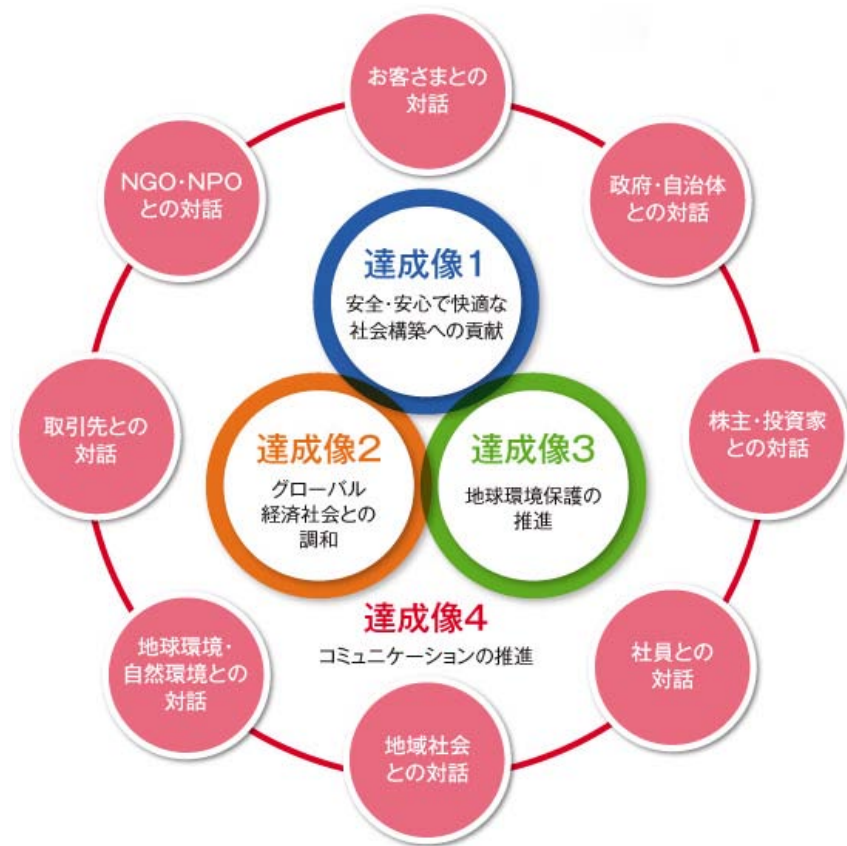 お客さまとの
対話
NGO・NPO
との対話
政府・自治体
との対話
達成像1
安全・安心で快適な
社会構築への貢献
取引先との
対話
株主・投資家
との対話
達成像2
グローバル
経済社会との
調和
達成像3
地球環境保護の
推進
達成像4
コミュニケーションの推進
地球環境・
自然環境との
対話
社員との
対話
地域社会
との対話